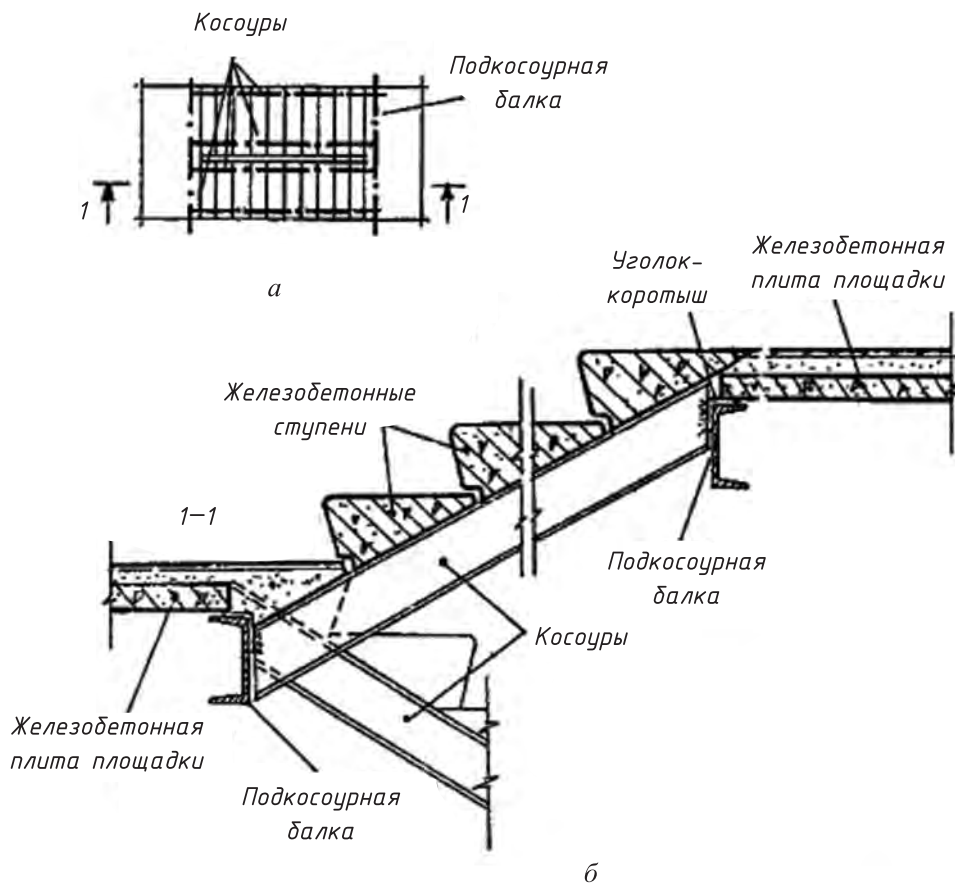 Косоуры
Подкосоурная
балка
1
1
а
Уголок-
коротыш
Железобетонная
плита площадки
Железобетонные
ступени
1–1
Подкосоурная
балка
Косоуры
Железобетонная
плита площадки
Подкосоурная
балка
б